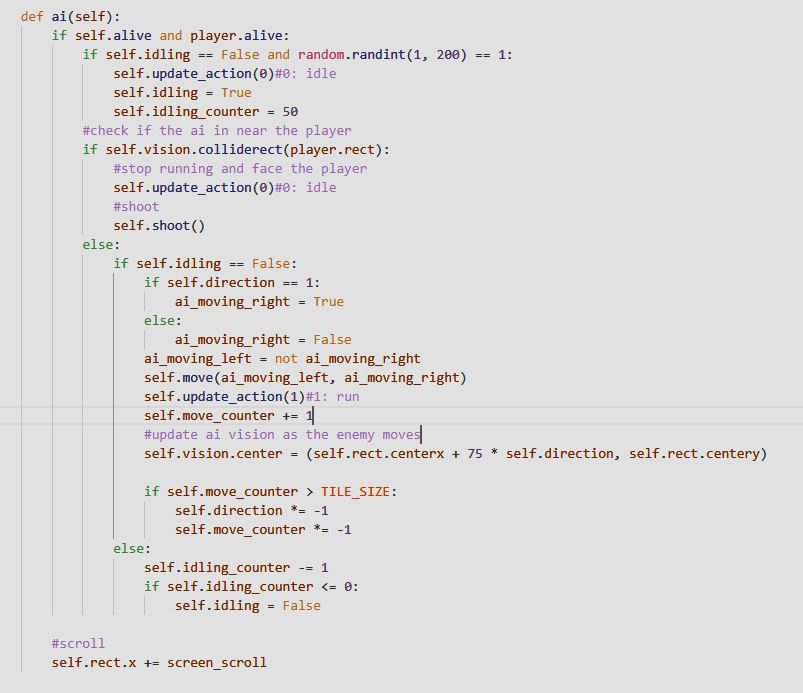 def ai(self):
    if self.alive and player.alive:
        if self.idling == False and random.randint(1, 200) == 1:
            self.update_action(0)#0: idle
            self.idling = True
            self.idling_counter = 50
        #check if the ai in near the player
        if self.vision.colliderect(player.rect):
            #stop running and face the player
            self.update_action(0)#0: idle
            #shoot
            self.shoot()
        else:
            if self.idling == False:
                if self.direction == 1:
                    ai_moving_right = True
                else:
                    ai_moving_right = False
                ai_moving_left = not ai_moving_right
                self.move(ai_moving_left, ai_moving_right)
                self.update_action(1)#1: run
                self.move_counter += 1
                #update ai vision as the enemy moves
                self.vision.center = (self.rect.centerx + 75 * self.direction, self.rect.centery)

                if self.move_counter > TILE_SIZE:
                    self.direction *= -1
                    self.move_counter *= -1
            else:
                self.idling_counter -= 1
                if self.idling_counter <= 0:
                    self.idling = False

    #scroll
    self.rect.x += screen_scroll